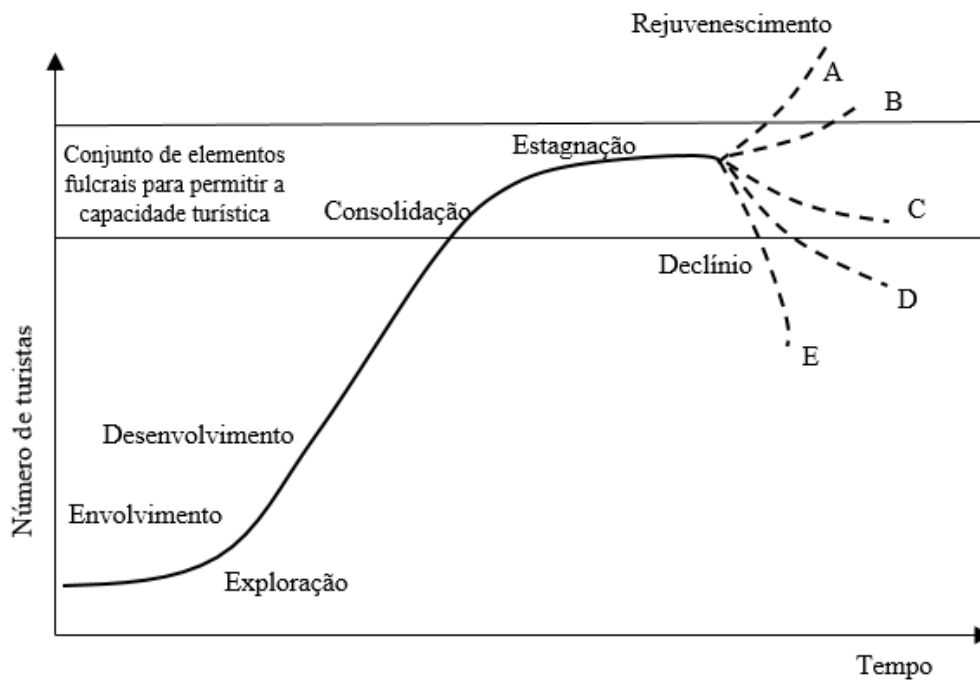 Rejuvenescimento
A
B
Estagnação
Conjunto de elementos
fulcrais para permitir a
capacidade turística
Consolidação
C
Declínio
D
E
Número de turistas
Desenvolvimento
Envolvimento
Exploração
Tempo